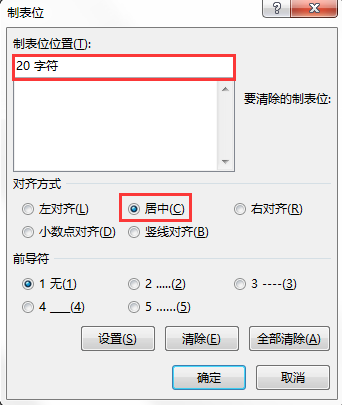 制表位
制表位位置(T):
20 字符
要清除的制表位:
对齐方式
左对齐(L) 居中(C) 右对齐(R)
小数点对齐(D) 竖线对齐(B)
前导符
1 无(1) 2 .....(2) 3 ----(3)
4 ___(4) 5 ......(5)
设置(S) 清除(E) 全部清除(A)
确定 取消